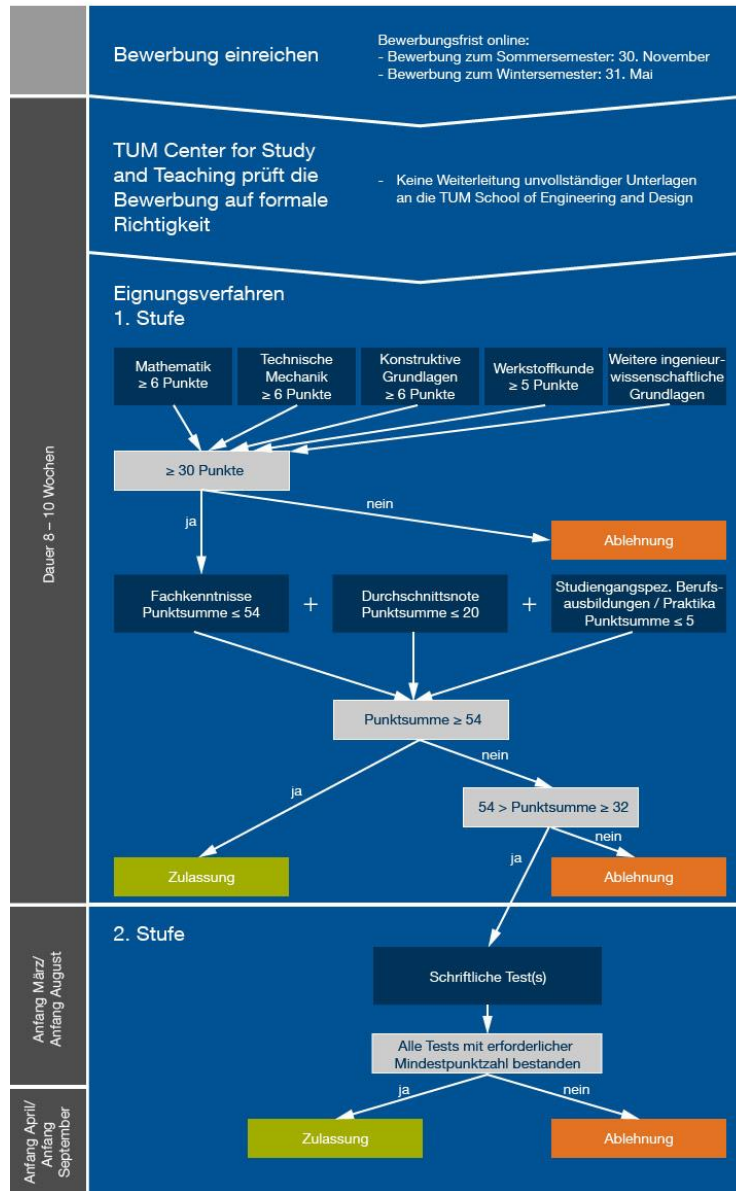 Bewerbung einreichen
Bewerbungsfrist online:
- Bewerbung zum Sommersemester: 30. November
- Bewerbung zum Wintersemester: 31. Mai
Dauer 8 – 10 Wochen
TUM Center for Study
and Teaching prüft die
Bewerbung auf formale
Richtigkeit
- Keine Weiterleitung unvollständiger Unterlagen
an die TUM School of Engineering and Design
Eignungsverfahren
1. Stufe
Mathematik
≥ 6 Punkte
Technische
Mechanik
≥ 6 Punkte
Konstruktive
Grundlagen
≥ 6 Punkte
Werkstoffkunde
≥ 5 Punkte
Weitere ingenieur-
wissenschaftliche
Grundlagen
≥ 30 Punkte
ja
nein
Ablehnung
Fachkenntnisse
Punktsumme ≤ 54
+
Durchschnittsnote
Punktsumme ≤ 20
+
Studiengangspez. Berufs-
ausbildungen / Praktika
Punktsumme ≤ 5
Punktsumme ≥ 54
ja
nein
54 > Punktsumme ≥ 32
ja
nein
Zulassung
Ablehnung
Anfang März/
Anfang August
2. Stufe
Schriftliche Test(s)
Alle Tests mit erforderlicher
Mindestpunktzahl bestanden
ja
nein
Anfang April/
Anfang
September
Zulassung
Ablehnung